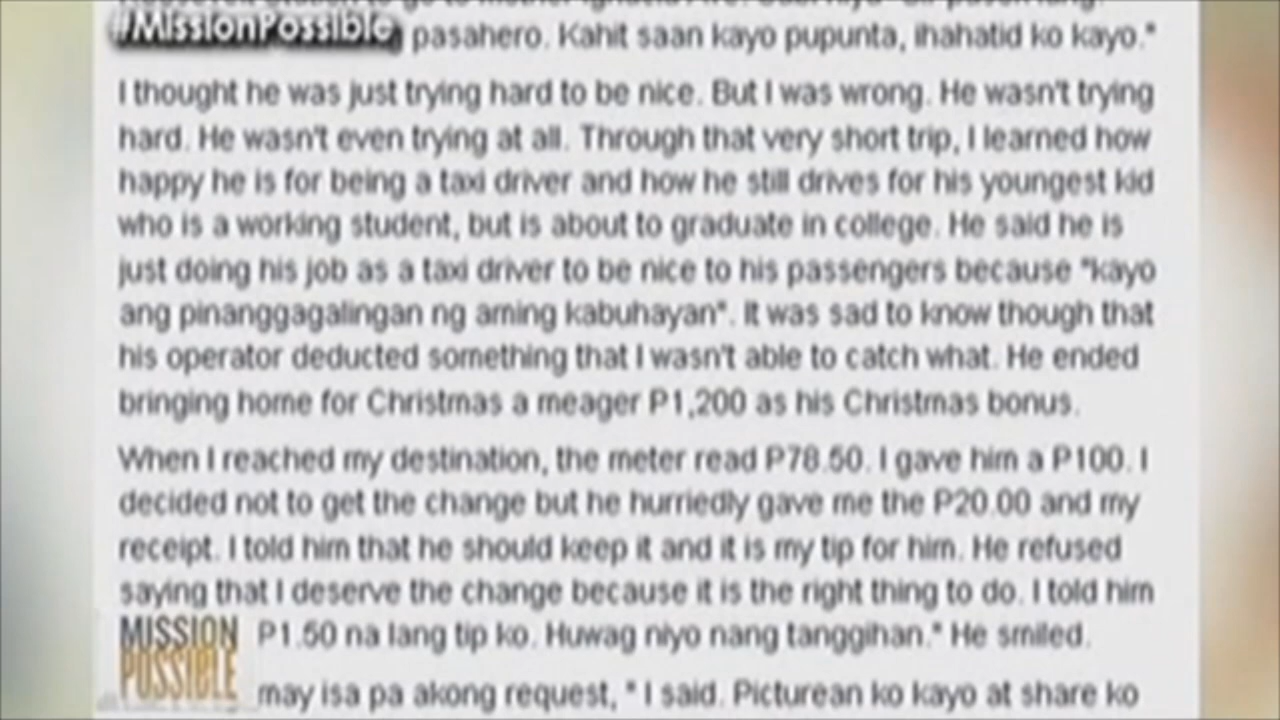 #MissionPossible pasahero. Kahit saan kayo pupunta, ihahatid ko kayo."
I thought he was just trying hard to be nice. But I was wrong. He wasn't trying
hard. He wasn't even trying at all. Through that very short trip, I learned how
happy he is for being a taxi driver and how he still drives for his youngest kid
who is a working student, but is about to graduate in college. He said he is
just doing his job as a taxi driver to be nice to his passengers because "kayo
ang pinanggagalingan ng aming kabuhayan". It was sad to know though that
his operator deducted something that I wasn't able to catch what. He ended
bringing home for Christmas a meager P1,200 as his Christmas bonus.
When I reached my destination, the meter read P78.50. I gave him a P100. I
decided not to get the change but he hurriedly gave me the P20.00 and my
receipt. I told him that he should keep it and it is my tip for him. He refused
saying that I deserve the change because it is the right thing to do. I told him
P1.50 na lang tip ko. Huwag niyo nang tanggihan." He smiled.
MISSION
POSSIBLE
may isa pa akong request, " I said. Picturean ko kayo at share ko